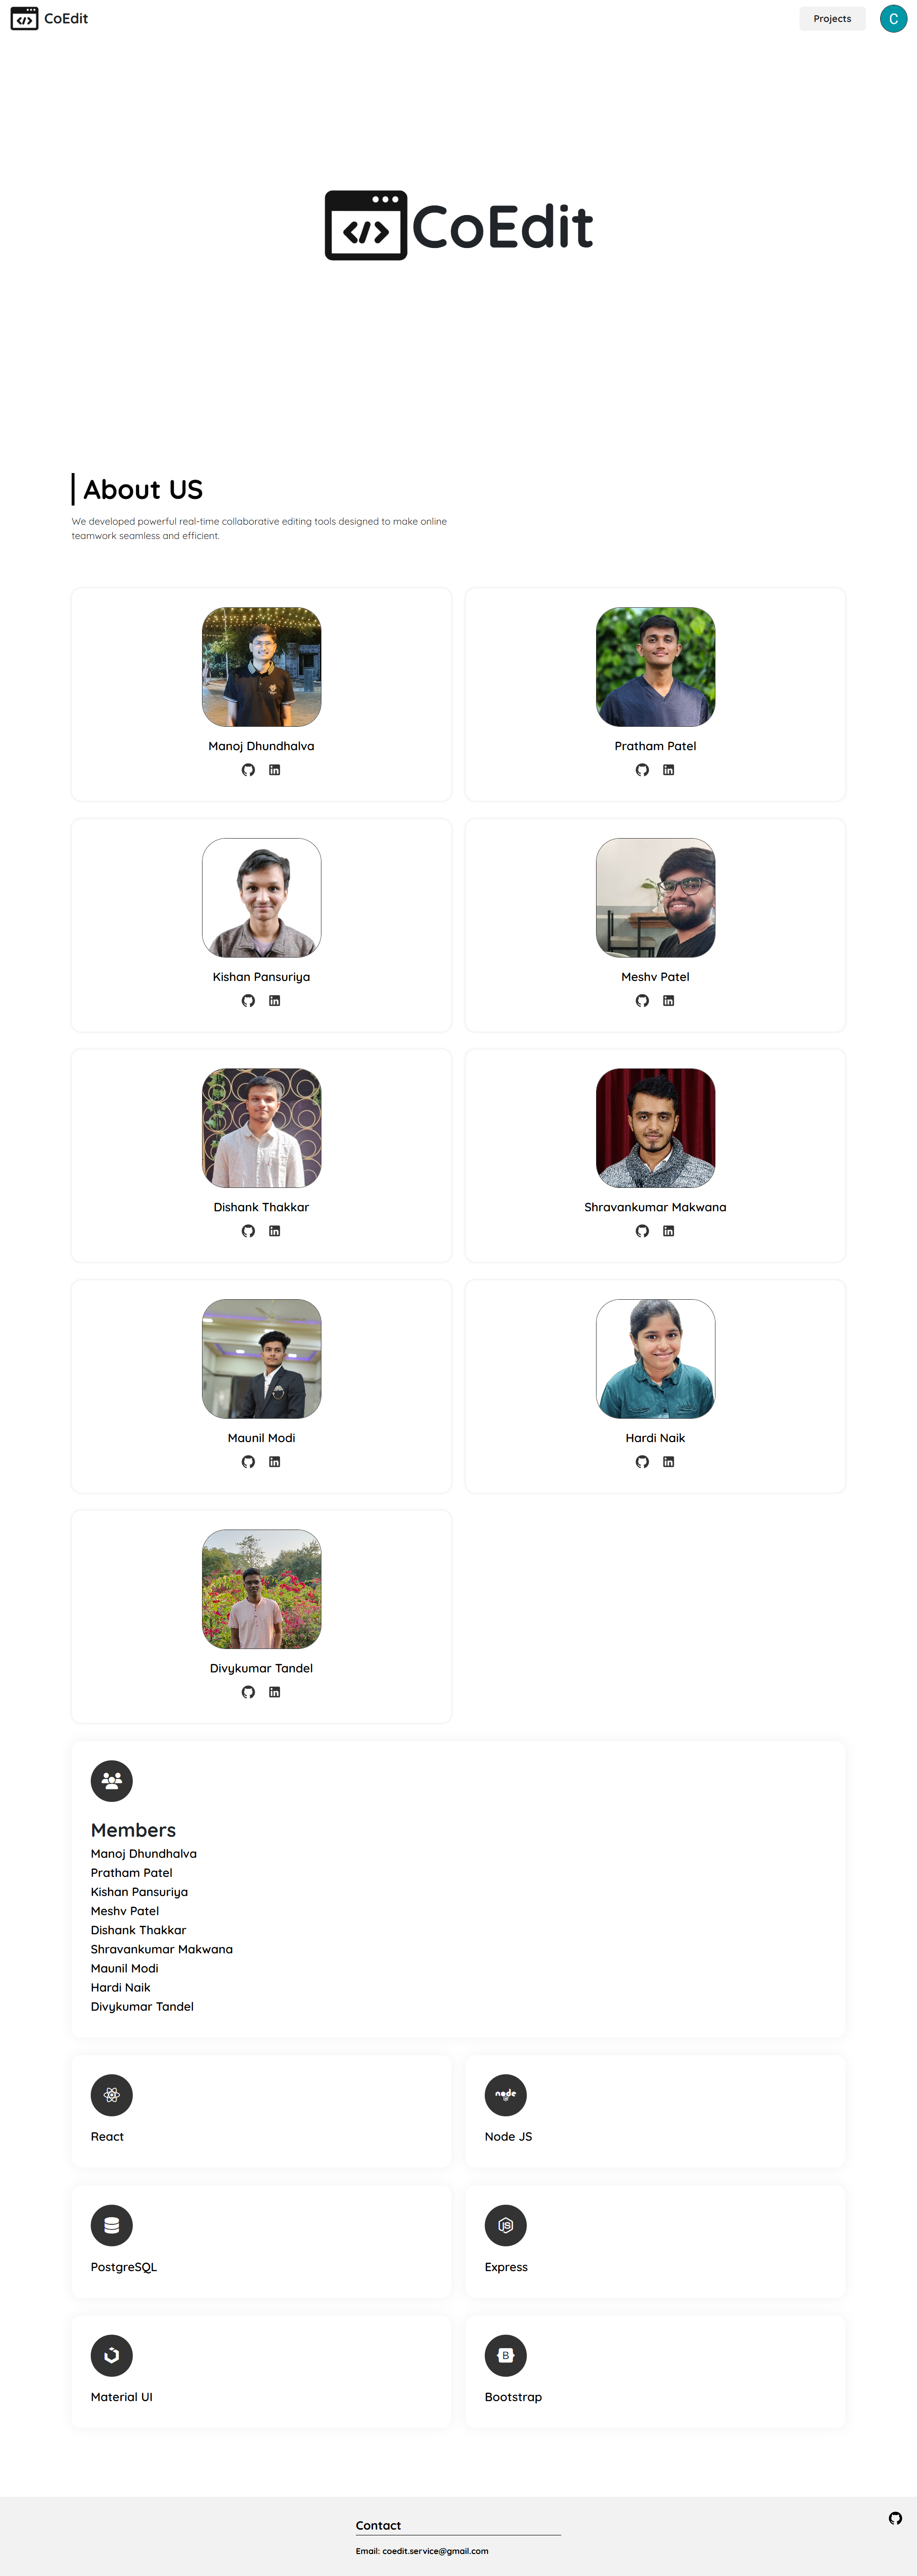 CoEdit
Projects
C
CoEdit
About US
We developed powerful real-time collaborative editing tools designed to make online
teamwork seamless and efficient.
Manoj Dhundhalva
Pratham Patel
Kishan Pansuriya
Meshv Patel
Dishank Thakkar
Shravankumar Makwana
Maunil Modi
Hardi Naik
Divykumar Tandel
Members
Manoj Dhundhalva
Pratham Patel
Kishan Pansuriya
Meshv Patel
Dishank Thakkar
Shravankumar Makwana
Maunil Modi
Hardi Naik
Divykumar Tandel
React
node
Node JS
PostgreSQL
JS
Express
Material UI
B
Bootstrap
Contact
Email: coedit.service@gmail.com